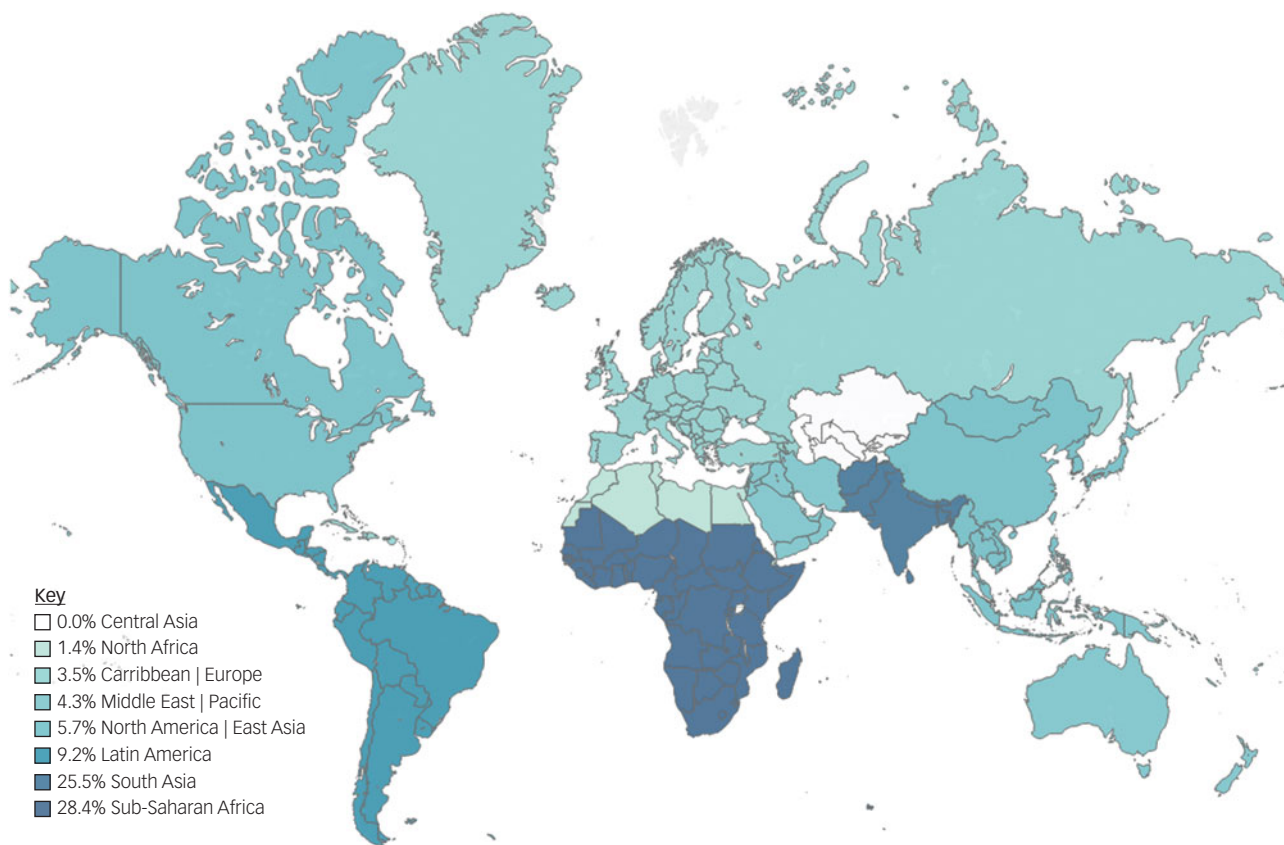 Key
0.0% Central Asia
1.4% North Africa
3.5% Carribbean | Europe
4.3% Middle East | Pacific
5.7% North America | East Asia
9.2% Latin America
25.5% South Asia
28.4% Sub-Saharan Africa